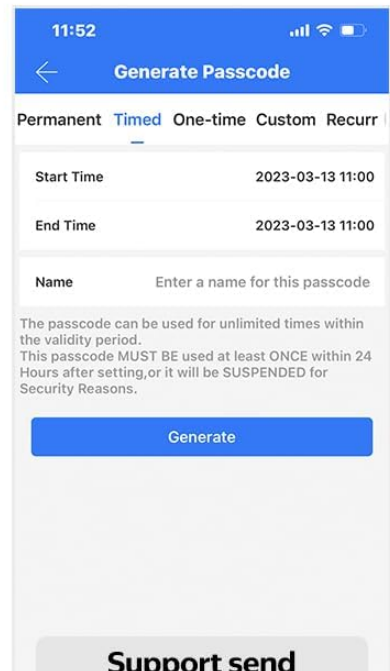 11:52
Generate Passcode
Permanent Timed One-time Custom Recurr
Start Time 2023-03-13 11:00
End Time 2023-03-13 11:00
Name Enter a name for this passcode
The passcode can be used for unlimited times within
the validity period.
This passcode MUST BE used at least ONCE within 24
Hours after setting,or it will be SUSPENDED for
Security Reasons.
Generate
Support send